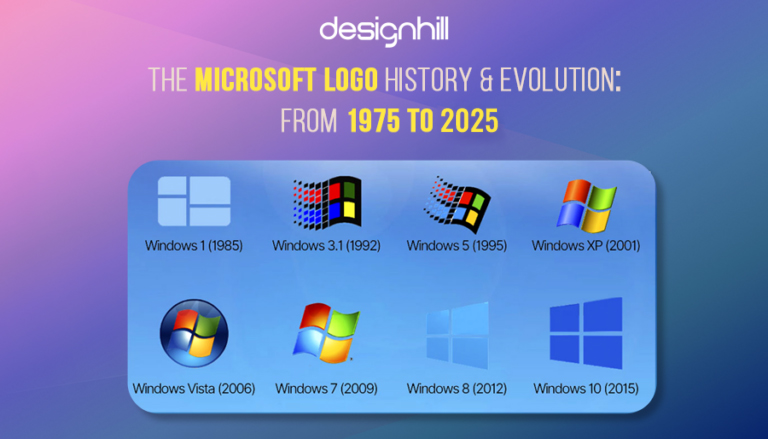 designhill
THE MICROSOFT LOGO HISTORY & EVOLUTION:
FROM 1975 TO 2025
Windows 1 (1985)
Windows 3.1 (1992)
Windows 5 (1995)
Windows XP (2001)
Windows Vista (2006)
Windows 7 (2009)
Windows 8 (2012)
Windows 10 (2015)